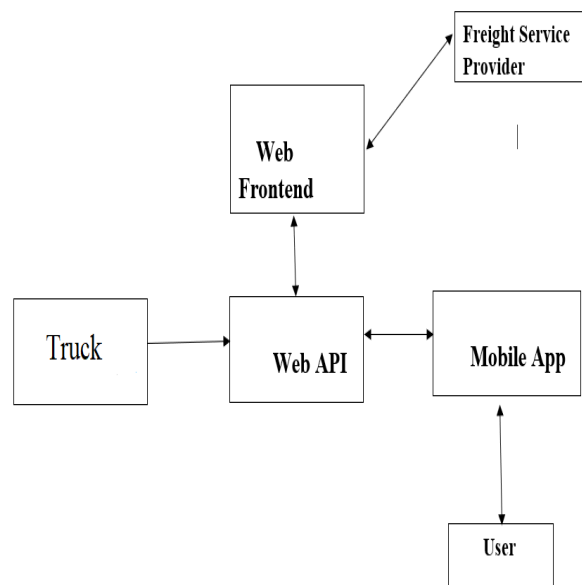 Freight Service
Provider
Web
Frontend
Truck
Web API
Mobile App
User